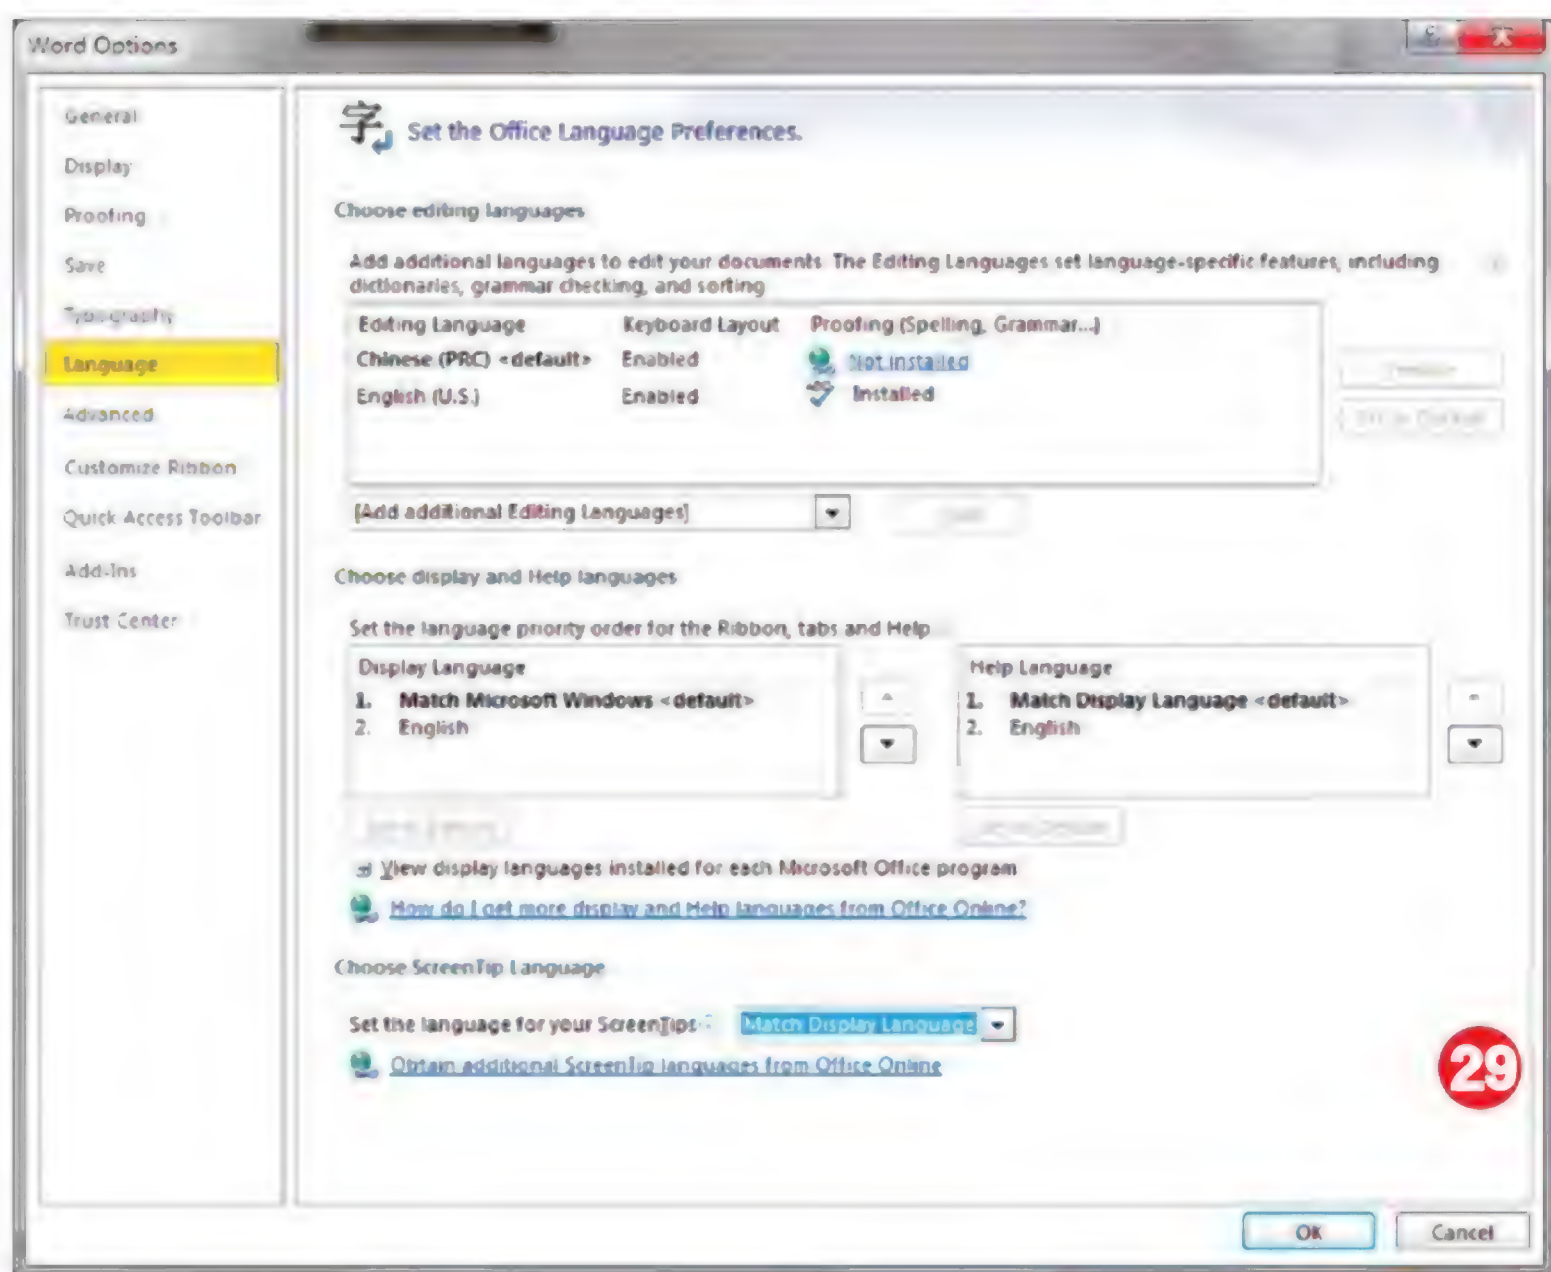 Word Options
General
Display
Proofing
Save
Typography
Language
Advanced
Customize Ribbon
Quick Access Toolbar
Add-Ins
Trust Center
字 Set the Office Language Preferences.
Choose editing languages
Add additional languages to edit your documents. The Editing Languages set language-specific features, including
dictionaries, grammar checking, and sorting
Editing Language Keyboard Layout Proofing (Spelling, Grammar...)
Chinese (PRC) <default> Enabled Not installed
English (U.S.) Enabled Installed
[Add additional Editing Languages]
Choose display and Help languages
Set the language priority order for the Ribbon, tabs and Help
Display Language
1. Match Microsoft Windows <default>
2. English
Help Language
1. Match Display Language <default>
2. English
View display languages installed for each Microsoft Office program
How do I get more display and Help languages from Office Online?
Choose ScreenTip Language
Set the language for your ScreenTips Match Display Language
Obtain additional ScreenTip languages from Office Online
29
OK Cancel